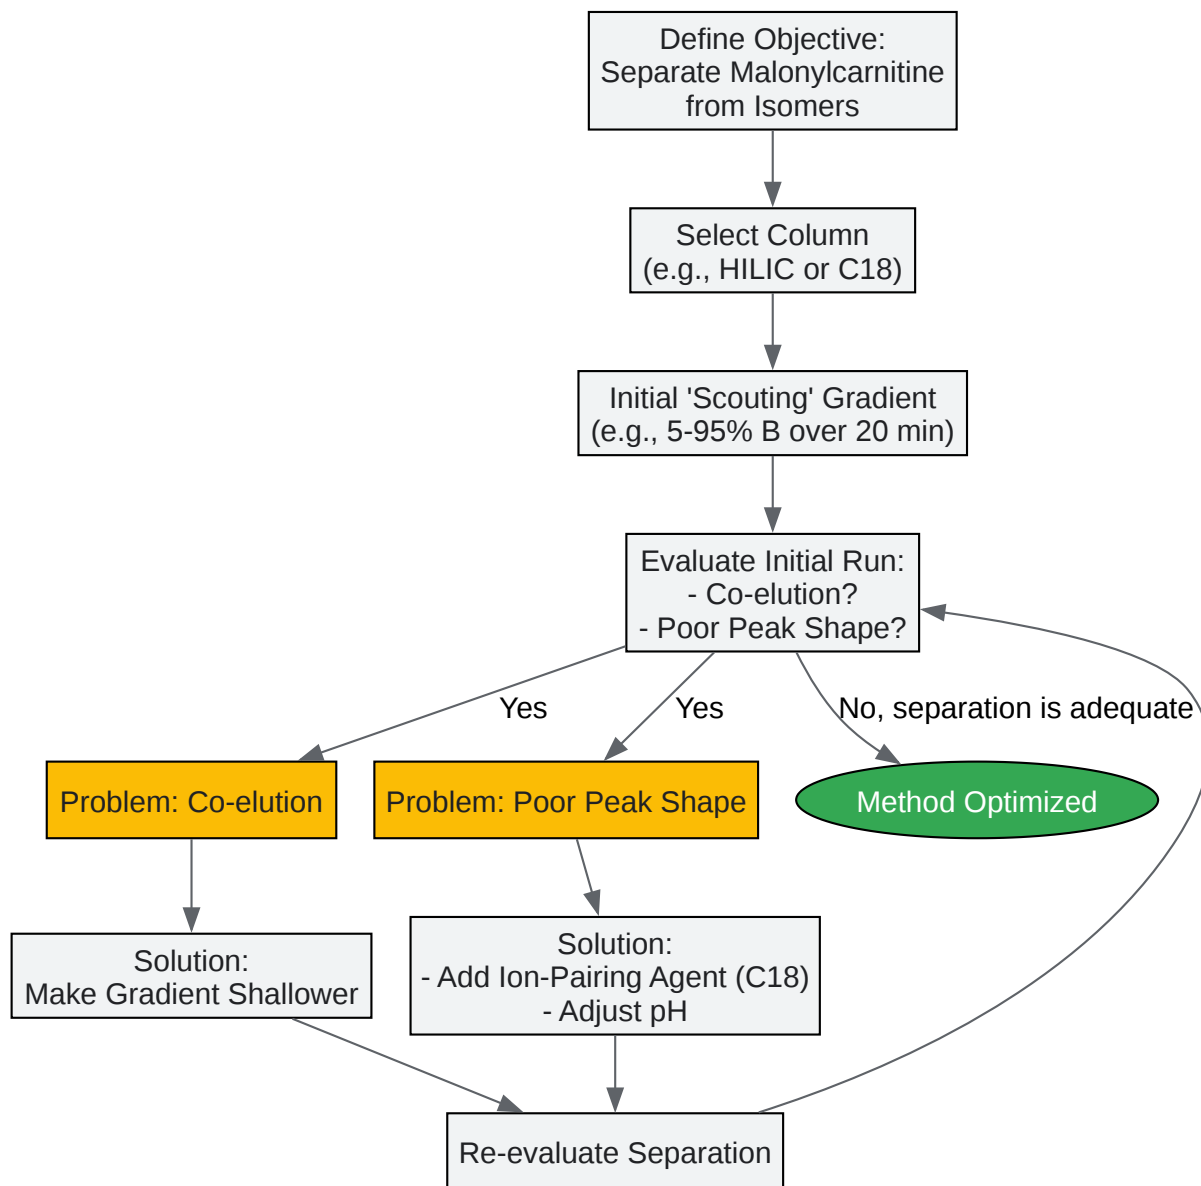 Define Objective:
Separate Malonylcarnitine
from Isomers
Select Column
(e.g., HILIC or C18)
Initial 'Scouting' Gradient
(e.g., 5-95% B over 20 min)
Evaluate Initial Run:
- Co-elution?
- Poor Peak Shape?
Yes
Yes
No, separation is adequate
Problem: Co-elution
Problem: Poor Peak Shape
Method Optimized
Solution:
Make Gradient Shallower
Solution:
- Add Ion-Pairing Agent (C18)
- Adjust pH
Re-evaluate Separation